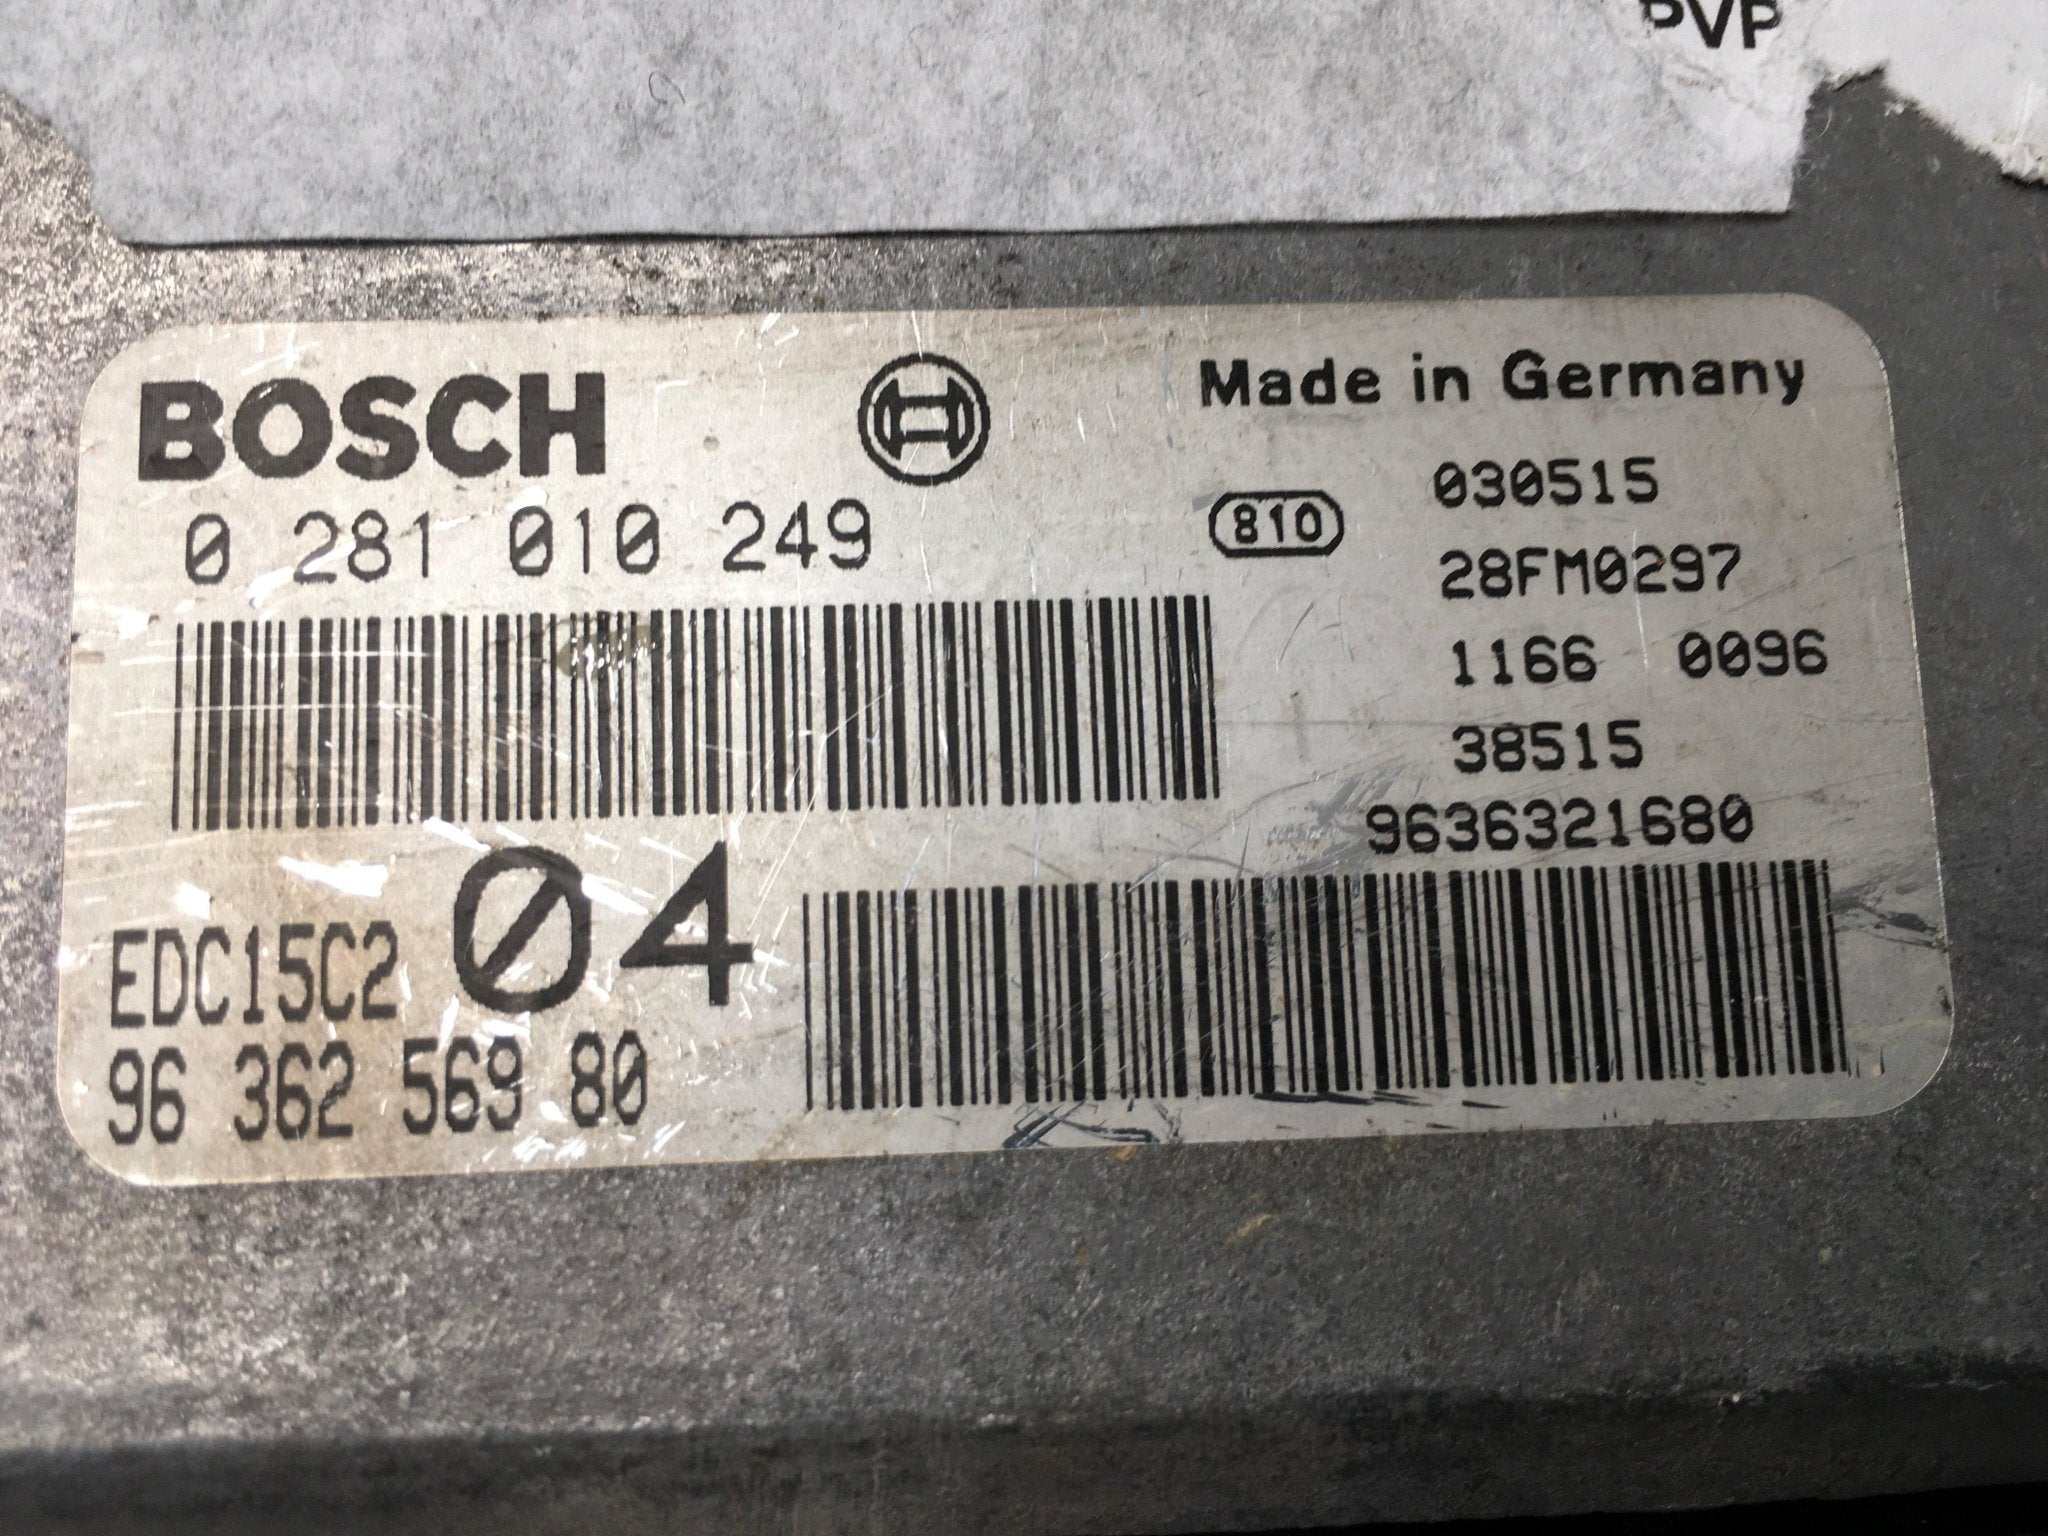 PVP
BOSCH
Made in Germany
0 281 010 249
810
030515
28FM0297
1166 0096
38515
9636321680
EDC15C2 04
96 362 569 80